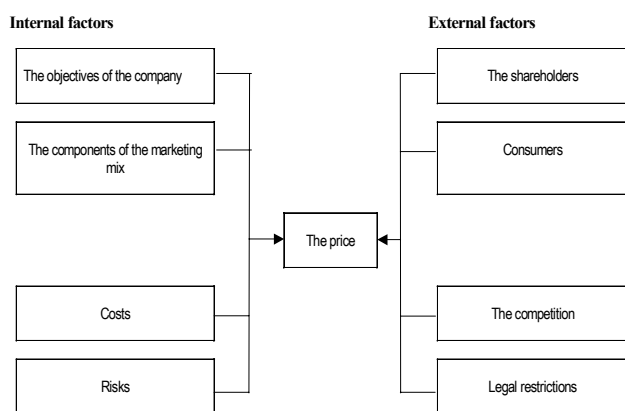 Internal factors
External factors
The objectives of the company
The shareholders
The components of the marketing
mix
Consumers
The price
Costs
The competition
Risks
Legal restrictions